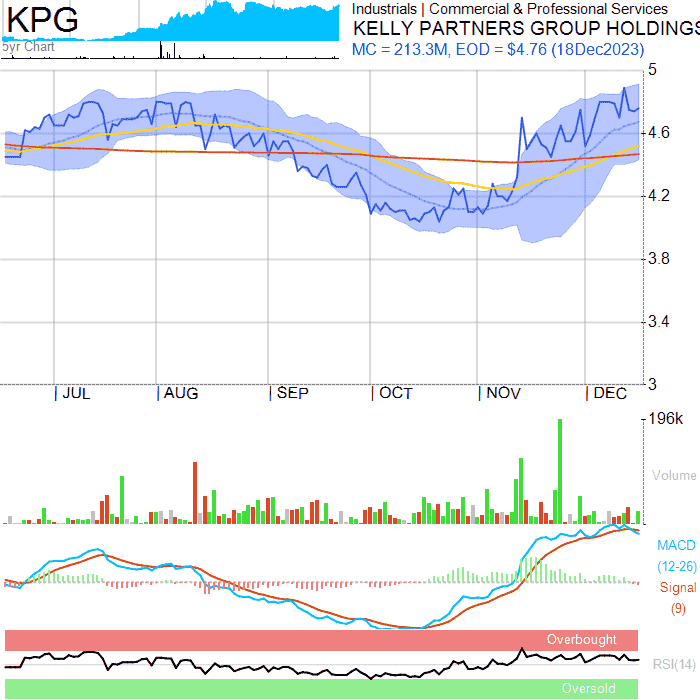 KPG
5yr Chart
Industrials | Commercial & Professional Services
KELLY PARTNERS GROUP HOLDINGS
MC = 213.3M, EOD = $4.76 (18Dec2023)
5
4.6
4.2
3.8
3.4
3
| JUL | AUG | SEP | OCT | NOV | DEC
196k
Volume
MACD
(12-26)
Signal
(9)
Overbought
RSI(14)
Oversold